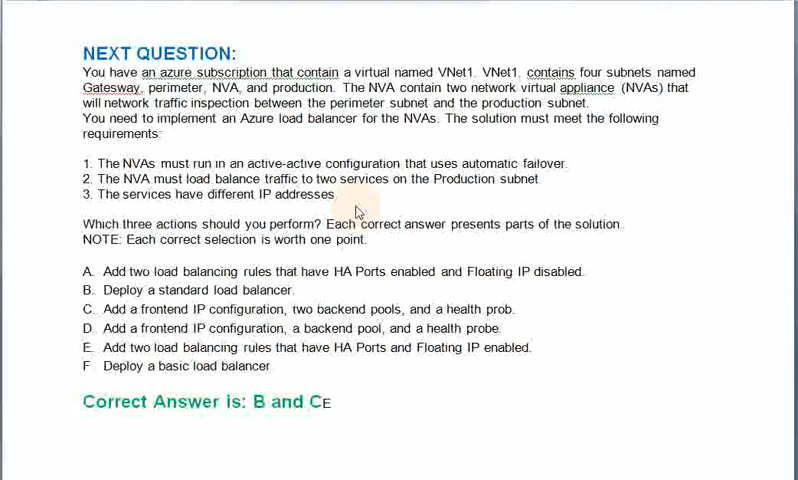 NEXT QUESTION:
You have an azure subscription that contain a virtual named VNet1. VNet1. contains four subnets named
Gatesway, perimeter, NVA, and production. The NVA contain two network virtual appliance (NVAs) that
will network traffic inspection between the perimeter subnet and the production subnet.
You need to implement an Azure load balancer for the NVAs. The solution must meet the following
requirements:
1. The NVAs must run in an active-active configuration that uses automatic failover.
2. The NVA must load balance traffic to two services on the Production subnet
3. The services have different IP addresses.
Which three actions should you perform? Each correct answer presents parts of the solution.
NOTE: Each correct selection is worth one point.
A. Add two load balancing rules that have HA Ports enabled and Floating IP disabled.
B. Deploy a standard load balancer.
C. Add a frontend IP configuration, two backend pools, and a health prob.
D. Add a frontend IP configuration, a backend pool, and a health probe.
E. Add two load balancing rules that have HA Ports and Floating IP enabled.
F Deploy a basic load balancer
Correct Answer is: B and CE